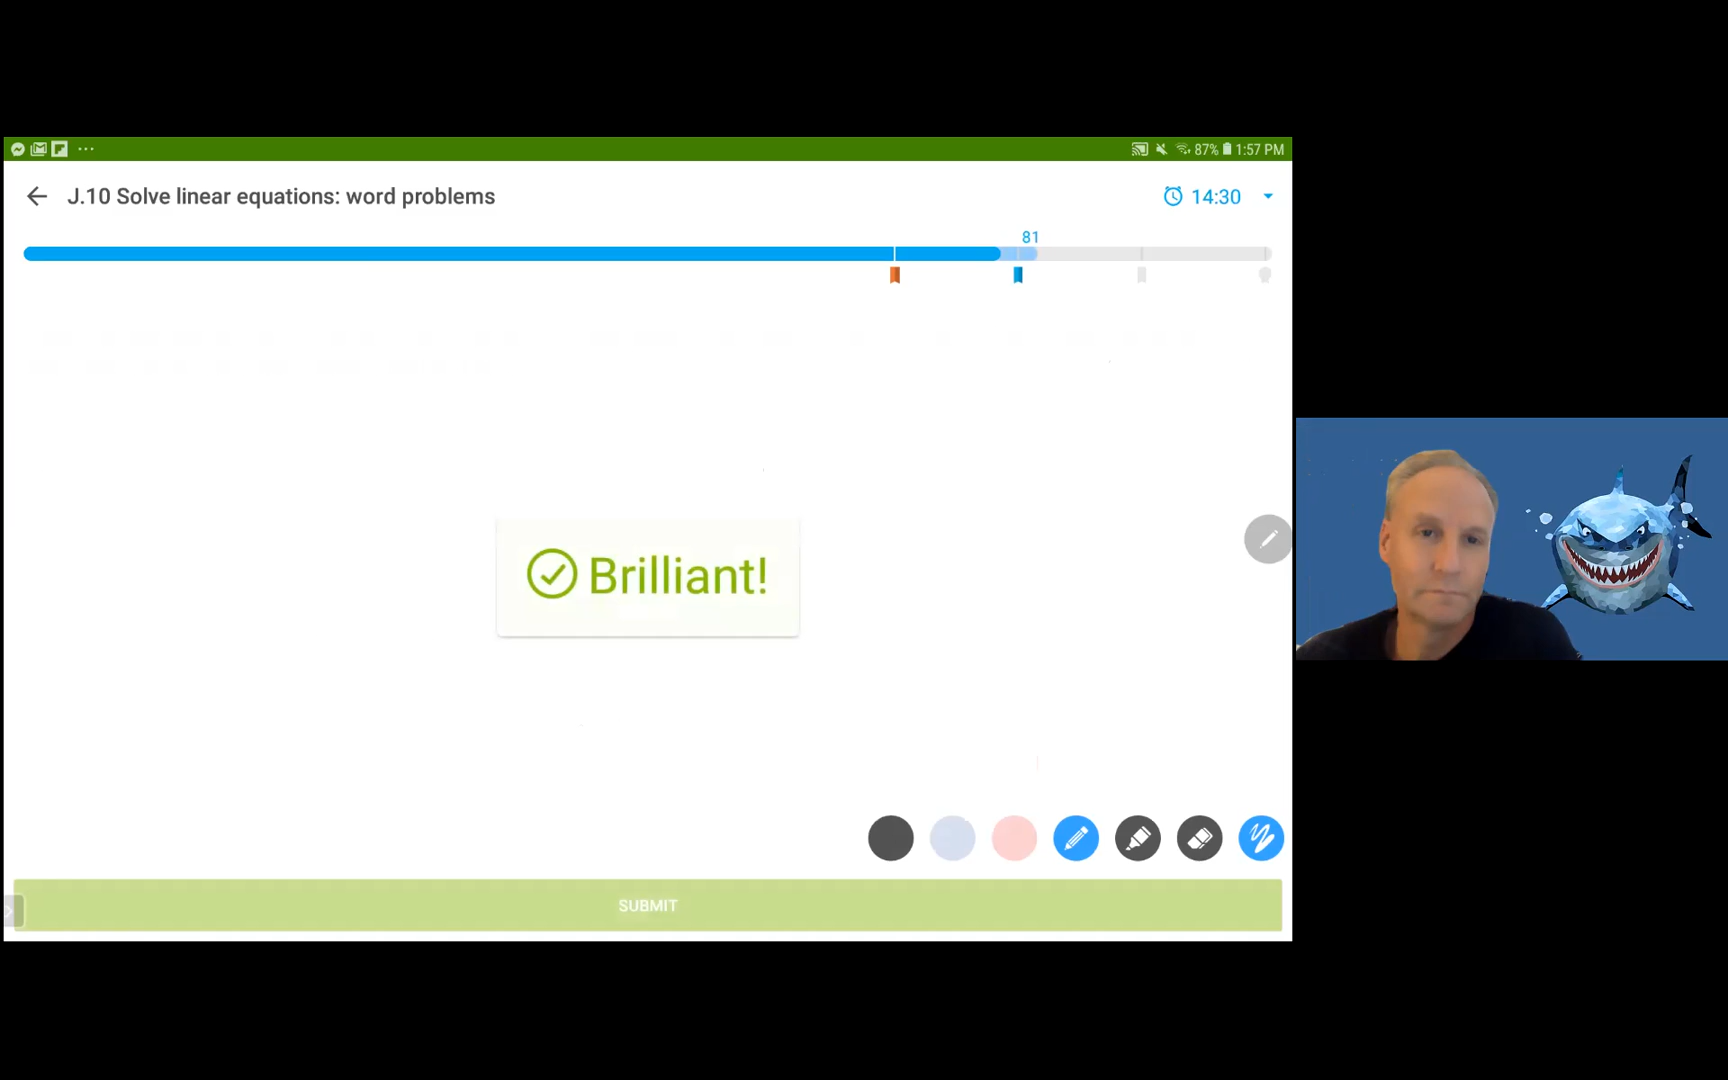 87% 1:57 PM
J.10 Solve linear equations: word problems
14:30
81
Brilliant!
SUBMIT